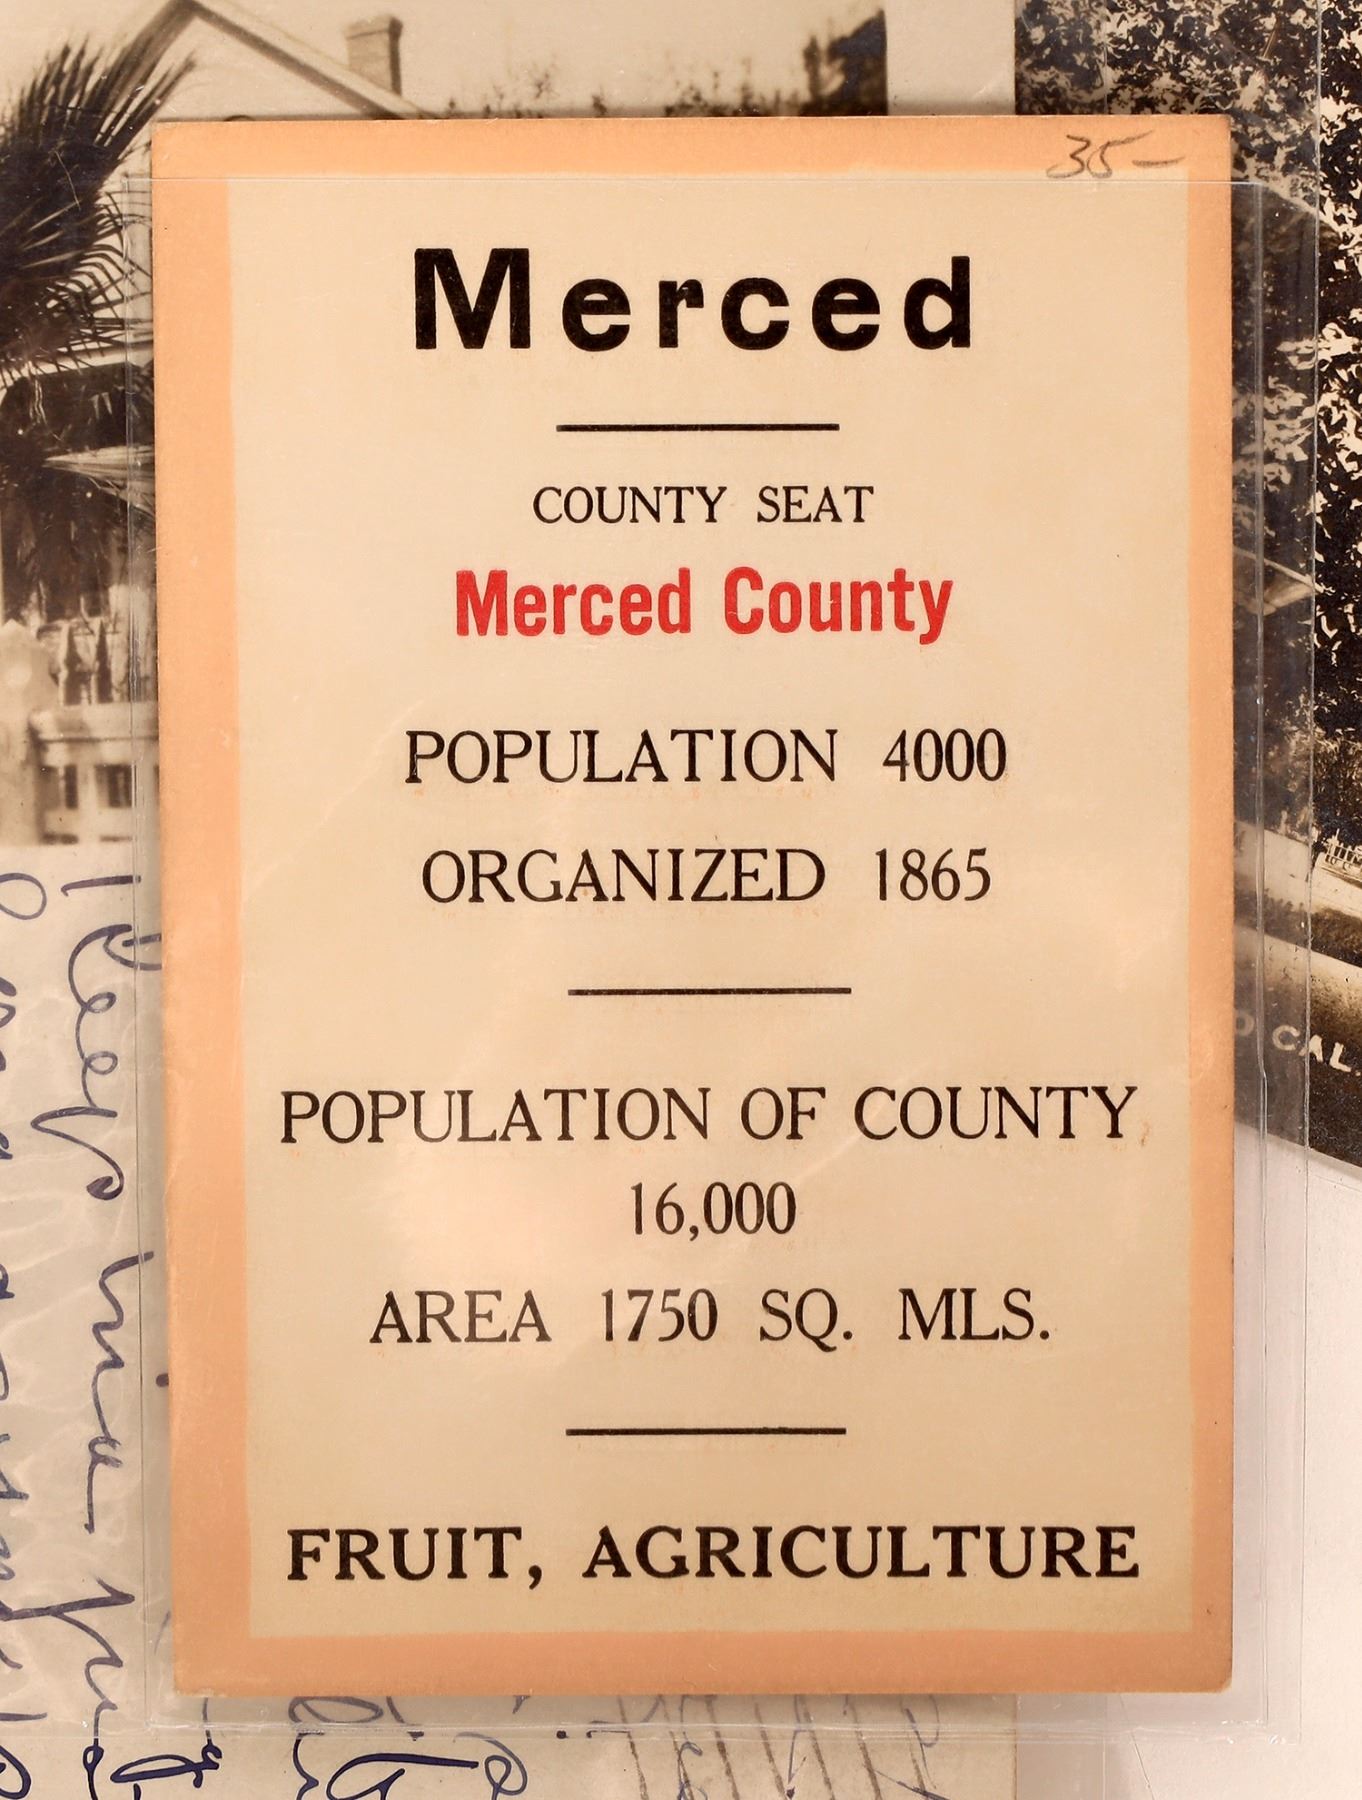 35-
Merced
COUNTY SEAT
Merced County
POPULATION 4000
ORGANIZED 1865
POPULATION OF COUNTY
16,000
AREA 1750 SQ. MLS.
FRUIT, AGRICULTURE
CAL.